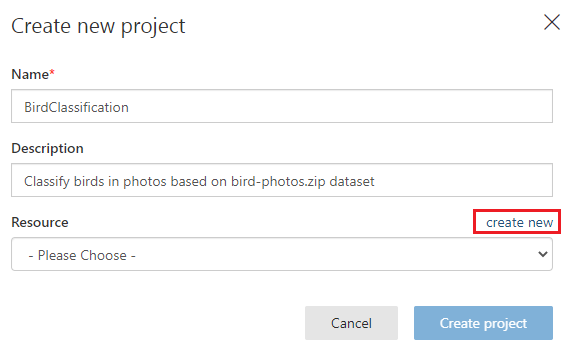 Create new project
Name*
BirdClassification
Description
Classify birds in photos based on bird-photos.zip dataset
Resource create new
- Please Choose -
Cancel Create project